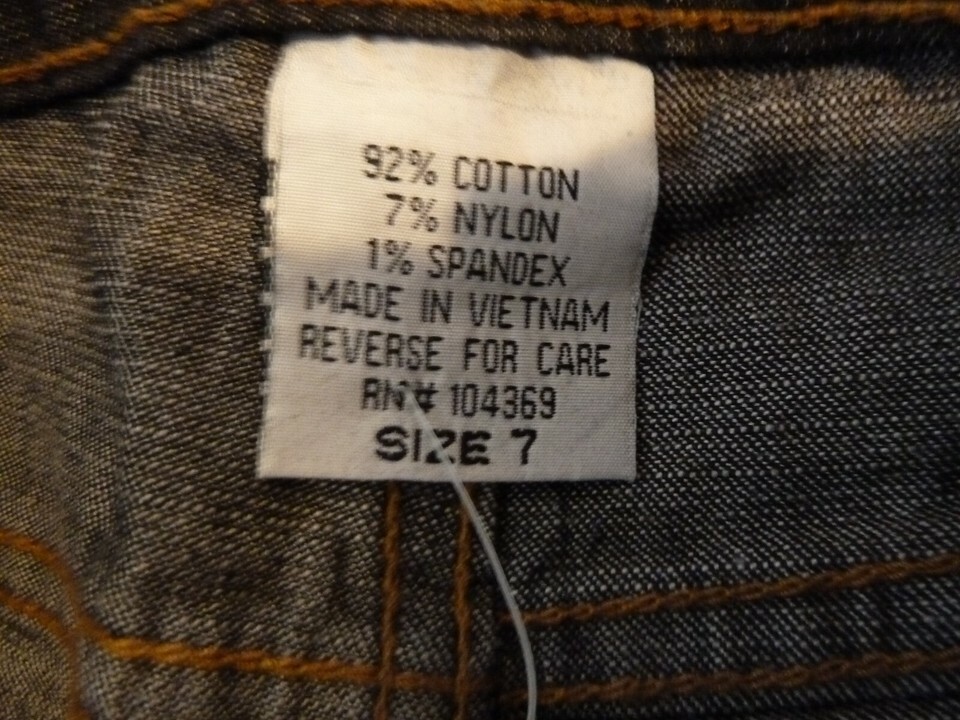 92% COTTON
7% NYLON
1% SPANDEX
MADE IN VIETNAM
REVERSE FOR CARE
RN# 104369
SIZE 7